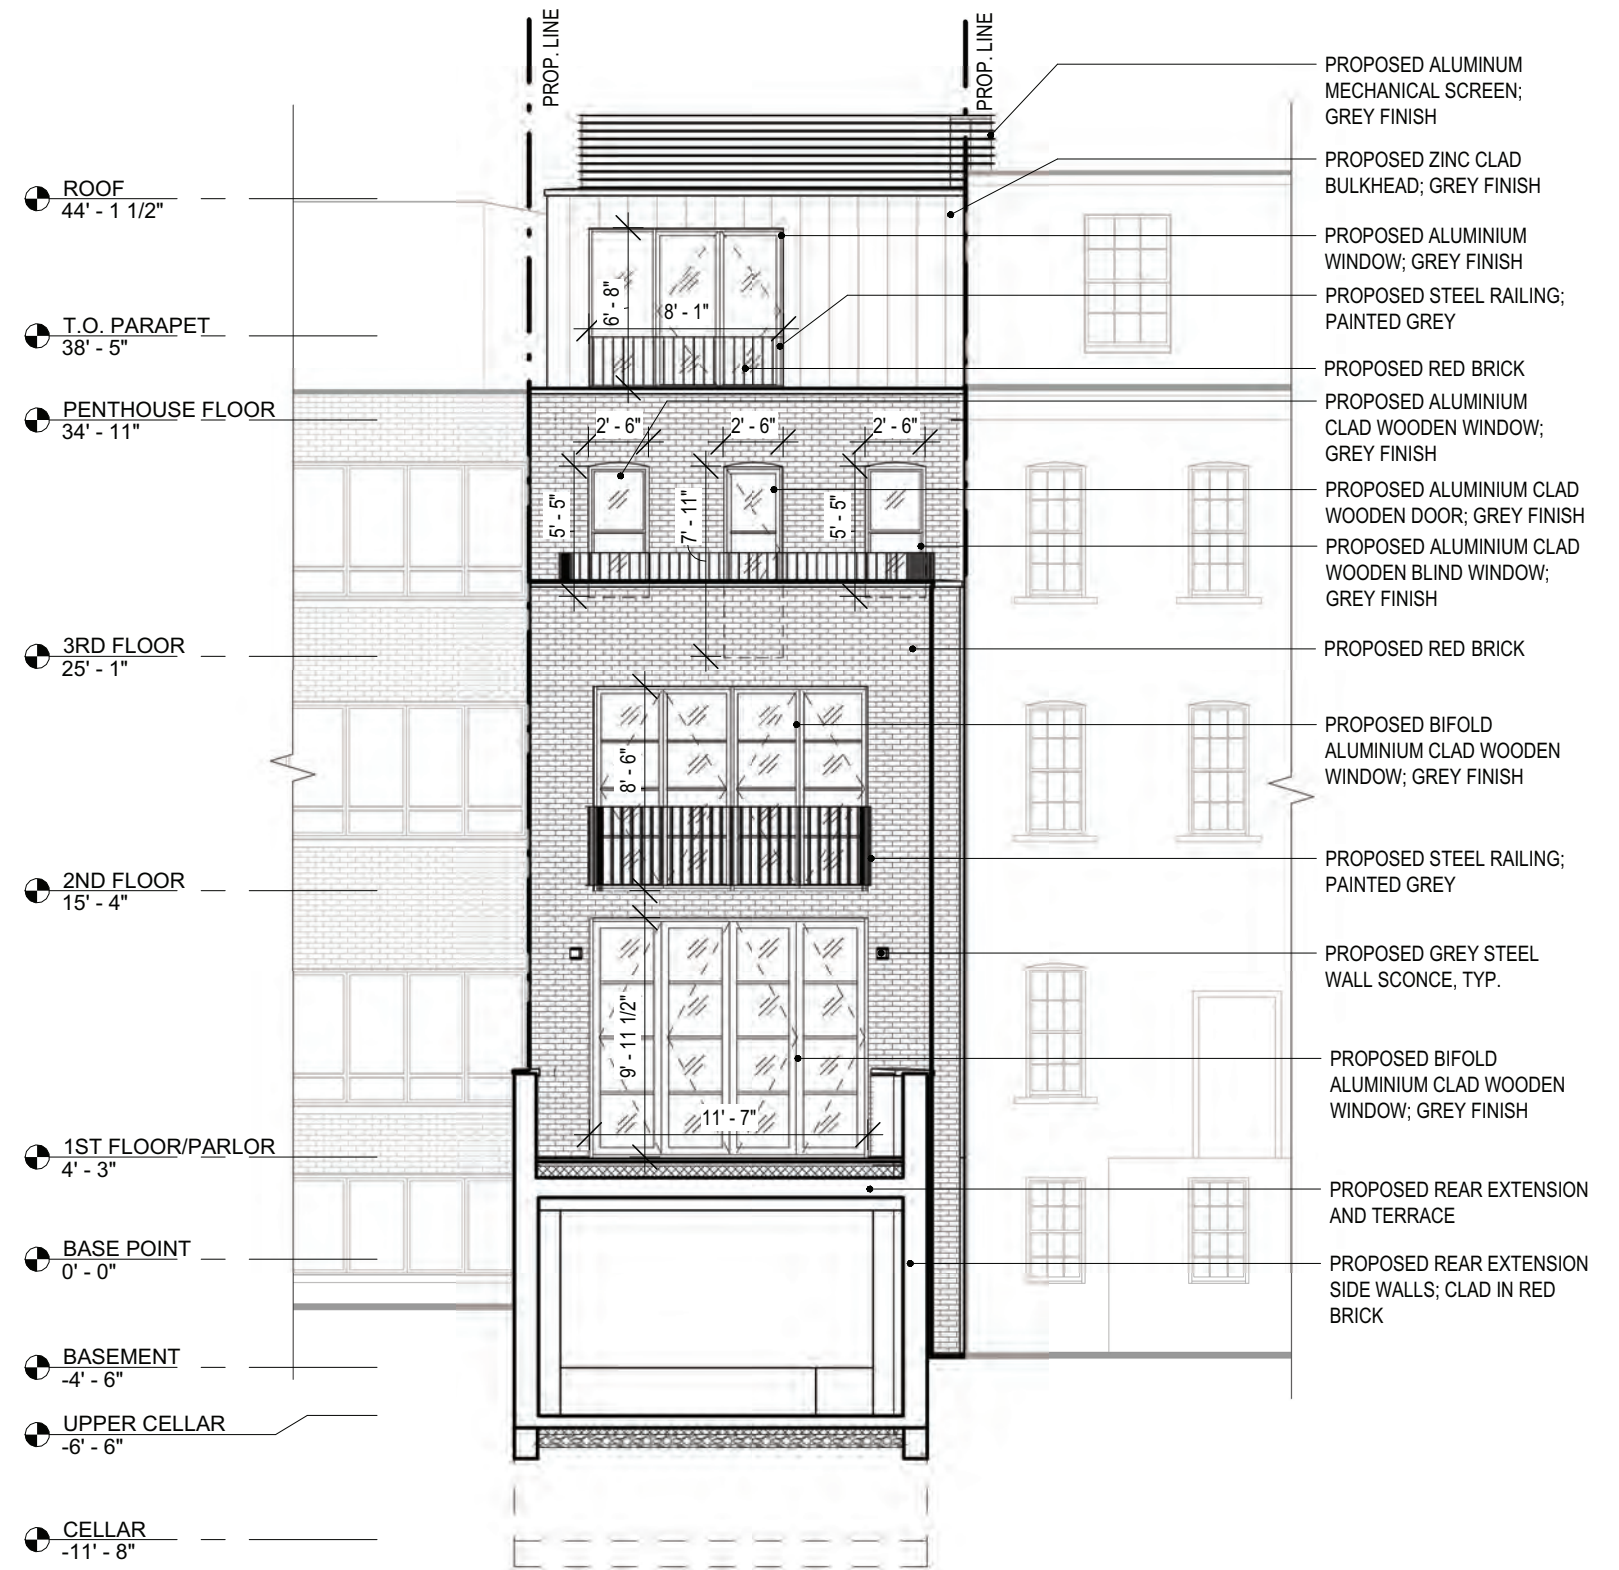 PROP. LINE
PROP. LINE
ROOF
44' - 1 1/2"
T.O. PARAPET
38' - 5"
PENTHOUSE FLOOR
34' - 11"
3RD FLOOR
25' - 1"
2ND FLOOR
15' - 4"
1ST FLOOR/PARLOR
4' - 3"
BASE POINT
0' - 0"
BASEMENT
-4' - 6"
UPPER CELLAR
-6' - 6"
CELLAR
-11' - 8"
6' - 8"
8' - 1"
2' - 6"
2' - 6"
2' - 6"
5' - 5"
7' - 11"
5' - 5"
8' - 6"
9' - 11 1/2"
11' - 7"
PROPOSED ALUMINUM
MECHANICAL SCREEN;
GREY FINISH
PROPOSED ZINC CLAD
BULKHEAD; GREY FINISH
PROPOSED ALUMINIUM
WINDOW; GREY FINISH
PROPOSED STEEL RAILING;
PAINTED GREY
PROPOSED RED BRICK
PROPOSED ALUMINIUM
CLAD WOODEN WINDOW;
GREY FINISH
PROPOSED ALUMINIUM CLAD
WOODEN DOOR; GREY FINISH
PROPOSED ALUMINIUM CLAD
WOODEN BLIND WINDOW;
GREY FINISH
PROPOSED RED BRICK
PROPOSED BIFOLD
ALUMINIUM CLAD WOODEN
WINDOW; GREY FINISH
PROPOSED STEEL RAILING;
PAINTED GREY
PROPOSED GREY STEEL
WALL SCONCE, TYP.
PROPOSED BIFOLD
ALUMINIUM CLAD WOODEN
WINDOW; GREY FINISH
PROPOSED REAR EXTENSION
AND TERRACE
PROPOSED REAR EXTENSION
SIDE WALLS; CLAD IN RED
BRICK